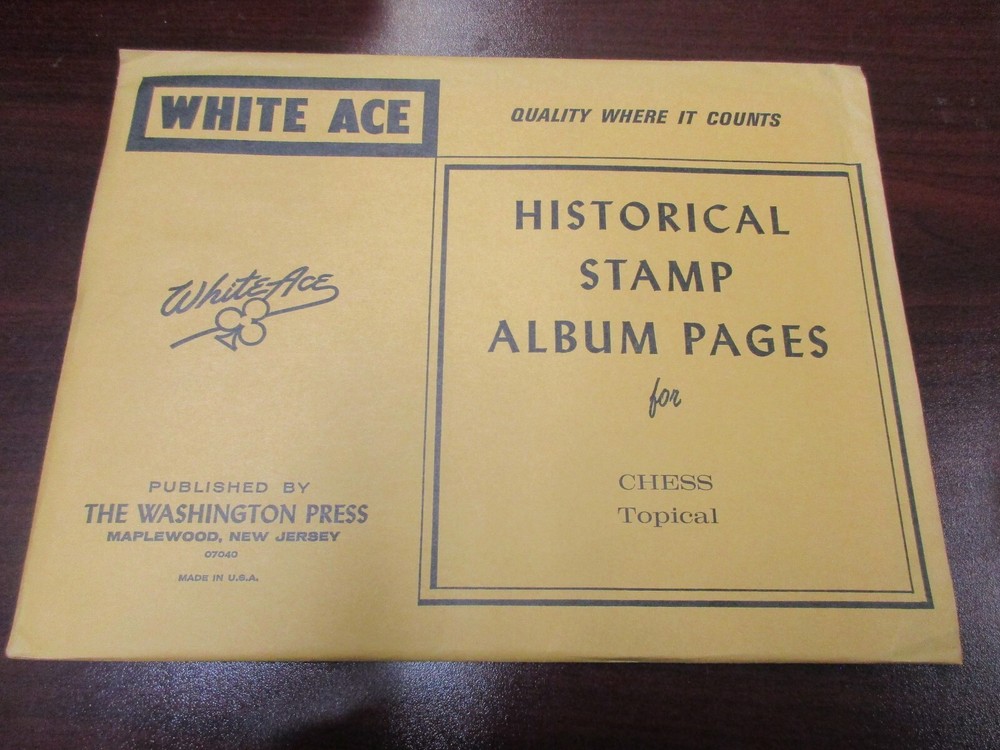 WHITE ACE
QUALITY WHERE IT COUNTS
White Ace
PUBLISHED BY
THE WASHINGTON PRESS
MAPLEWOOD, NEW JERSEY
07040
MADE IN U.S.A.
HISTORICAL
STAMP
ALBUM PAGES
for
CHESS
Topical